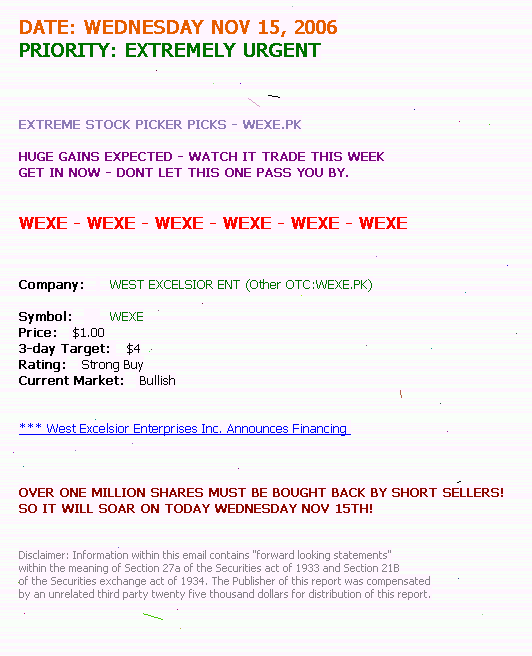 DATE: WEDNESDAY NOV 15, 2006
PRIORITY: EXTREMELY URGENT
EXTREME STOCK PICKER PICKS - WEXE.PK
HUGE GAINS EXPECTED - WATCH IT TRADE THIS WEEK
GET IN NOW - DONT LET THIS ONE PASS YOU BY.
WEXE - WEXE - WEXE - WEXE - WEXE - WEXE
Company: WEST EXCELSIOR ENT (Other OTC:WEXE.PK)
Symbol: WEXE
Price: $1.00
3-day Target: $4
Rating: Strong Buy
Current Market: Bullish
*** West Excelsior Enterprises Inc. Announces Financing
OVER ONE MILLION SHARES MUST BE BOUGHT BACK BY SHORT SELLERS!
SO IT WILL SOAR ON TODAY WEDNESDAY NOV 15TH!
Disclaimer: Information within this email contains "forward looking statements"
within the meaning of Section 27a of the Securities act of 1933 and Section 21B
of the Securities exchange act of 1934. The Publisher of this report was compensated
by an unrelated third party twenty five thousand dollars for distribution of this report.